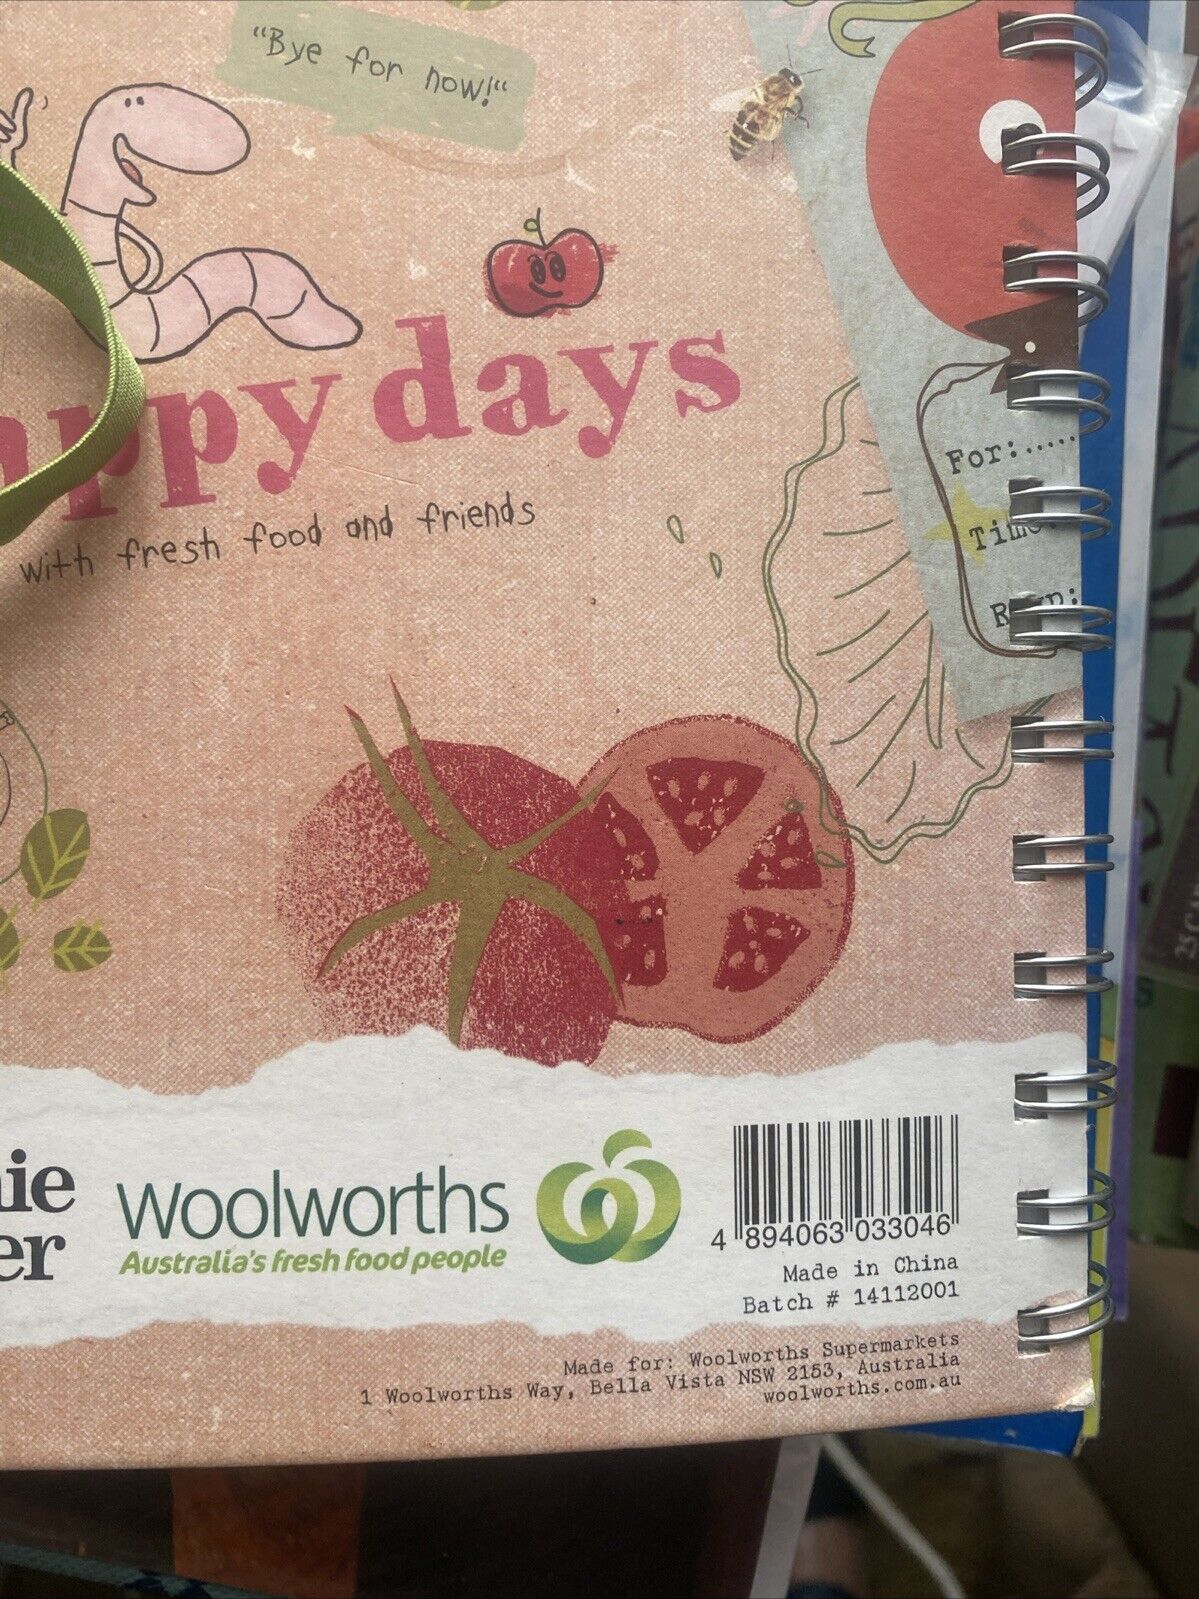 "Bye for now!"
appy days
with fresh food and friends
For:.....
Time:
ie
er
Woolworths
Australia's fresh food people
4 894063 033046
Made in China
Batch # 14112001
Made for: Woolworths Supermarkets
1 Woolworths Way, Bella Vista NSW 2153, Australia
woolworths.com.au